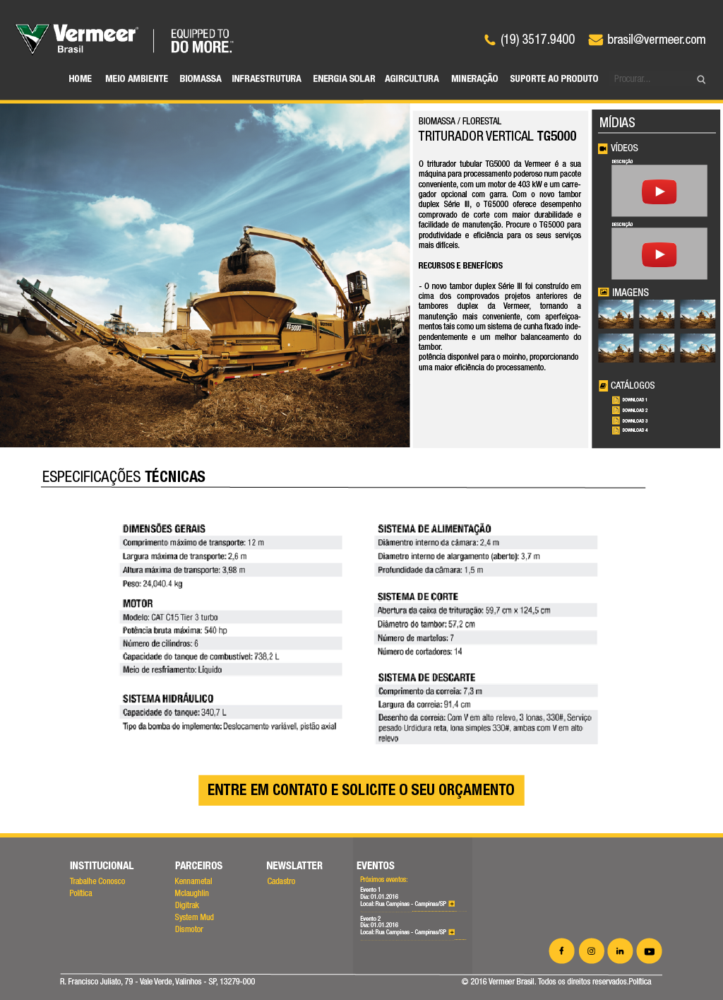 Vermeer
Brasil
EQUIPPED TO
DO MORE.
(19) 3517.9400
brasil@vermeer.com
HOME MEIO AMBIENTE BIOMASSA INFRAESTRUTURA ENERGIA SOLAR AGIRCULTURA MINERAÇÃO SUPORTE AO PRODUTO Procurar...
BIOMASSA / FLORESTAL
TRITURADOR VERTICAL TG5000
O triturador tubular TG5000 da Vermeer é a sua
máquina para processamento poderoso num pacote
conveniente, com um motor de 403 kW e um carre-
gador opcional com garra. Com o novo tambor
duplex Série III, o TG5000 oferece desempenho
comprovado de corte com maior durabilidade e
facilidade de manutenção. Procure o TG5000 para
produtividade e eficiência para os seus serviços
mais difíceis.
RECURSOS E BENEFÍCIOS
- O novo tambor duplex Série III foi construído em
cima dos comprovados projetos anteriores de
tambores duplex da Vermeer, tornando a
manutenção mais conveniente, com aperfeiçoa-
mentos tais como um sistema de cunha fixado inde-
pendentemente e um melhor balanceamento do
tambor.
potência disponível para o moinho, proporcionando
uma maior eficiência do processamento.
MÍDIAS
VÍDEOS
DESCRIÇÃO
DESCRIÇÃO
IMAGENS
CATÁLOGOS
DOWNLOAD 1
DOWNLOAD 2
DOWNLOAD 3
DOWNLOAD 4
TG5000
Vermeer
ESPECIFICAÇÕES TÉCNICAS
DIMENSÕES GERAIS
Comprimento máximo de transporte: 12 m
Largura máxima de transporte: 2,6 m
Altura máxima de transporte: 3,98 m
Peso: 24,040.4 kg
MOTOR
Modelo: CAT C15 Tier 3 turbo
Potência bruta máxima: 540 hp
Número de cilindros: 6
Capacidade do tanque de combustível: 738,2 L
Meio de resfriamento: Líquido
SISTEMA HIDRÁULICO
Capacidade do tanque: 340,7 L
Tipo da bomba do implemento: Deslocamento variável, pistão axial
SISTEMA DE ALIMENTAÇÃO
Diâmentro interno da câmara: 2,4 m
Diametro interno de alargamento (aberto): 3,7 m
Profundidade da câmara: 1,5 m
SISTEMA DE CORTE
Abertura da caixa de trituração: 59,7 cm x 124,5 cm
Diâmetro do tambor: 57,2 cm
Número de martelos: 7
Número de cortadores: 14
SISTEMA DE DESCARTE
Comprimento da correia: 7,3 m
Largura da correia: 91,4 cm
Desenho da correia: Com V em alto relevo, 3 lonas, 330#, Serviço
pesado Urdidura reta, lona simples 330#, ambas com V em alto
relevo
ENTRE EM CONTATO E SOLICITE O SEU ORÇAMENTO
INSTITUCIONAL
Trabalhe Conosco
Política
PARCEIROS
Kennametal
Mclaughlin
Digitrak
System Mud
Dismotor
NEWSLATTER
Cadastro
EVENTOS
Próximos eventos:
Evento 1
Dia: 01.01.2016
Local: Rua Campinas - Campinas/SP
Evento 2
Dia: 01.01.2016
Local: Rua Campinas - Campinas/SP
R. Francisco Juliato, 79 - Vale Verde, Valinhos - SP, 13279-000
© 2016 Vermeer Brasil. Todos os direitos reservados.Política